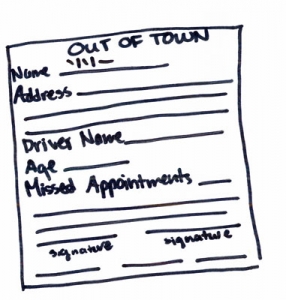 OUT OF TOWN
Name
Address
Driver Name
Age
Missed Appointments
signature signature